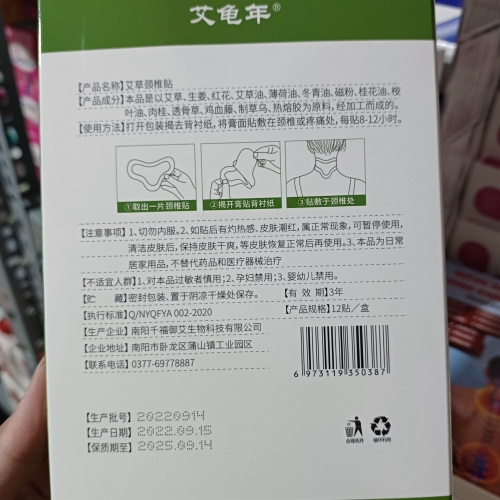 艾龟年®
【产品名称】艾草颈椎贴
【产品成分】本品是以艾草、生姜、红花、艾草油、薄荷油、冬青油、磁粉、桂花油、桉
叶油、肉桂、透骨草、鸡血藤、制草乌、热熔胶为原料，经加工而成的。
【使用方法】打开包装揭去背衬纸，将膏面贴敷在颈椎或疼痛处，每贴8-12小时。
①取出一片颈椎贴
②揭开膏贴背衬纸
③贴敷于颈椎处
【注意事项】1、切勿内服。2、如贴后有灼热感、皮肤潮红，属正常现象，可暂停使用，
清洁皮肤后，保持皮肤干爽，等皮肤恢复正常后再使用。3、本品为日常
居家用品，不替代药品和医疗器械治疗
【不适宜人群】1、对本品过敏者慎用；2、孕妇禁用；3、婴幼儿禁用。
【贮 藏】密封包装、置于阴凉干燥处保存。 【有 效 期】3年
【执行标准】Q/NYQFYA 002-2020 【产品规格】12贴／盒
【生产企业】南阳千福御艾生物科技有限公司
【企业地址】南阳市卧龙区蒲山镇工业园区
【联系电话】0377-69778887
6973119350387
【生产批号】20220914
【生产日期】2022.09.15
【保质期至】2025.09.14